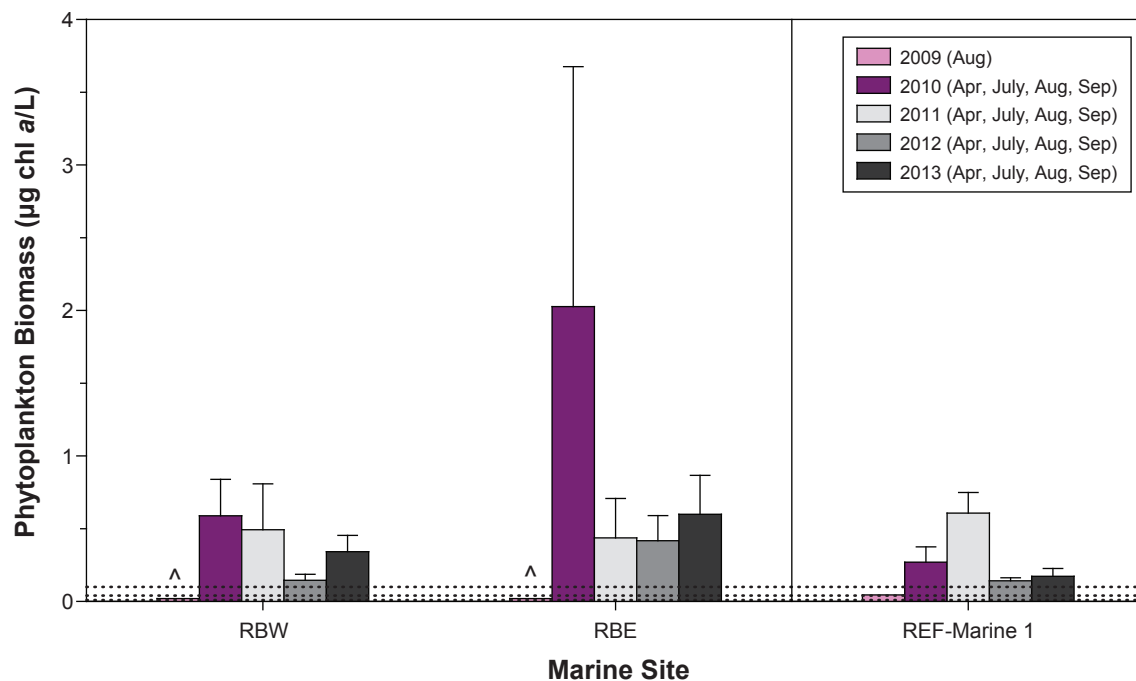 4
3
2
1
0
Phytoplankton Biomass (µg chl a/L)
2009 (Aug)
2010 (Apr, July, Aug, Sep)
2011 (Apr, July, Aug, Sep)
2012 (Apr, July, Aug, Sep)
2013 (Apr, July, Aug, Sep)
^
^
RBW
RBE
REF-Marine 1
Marine Site